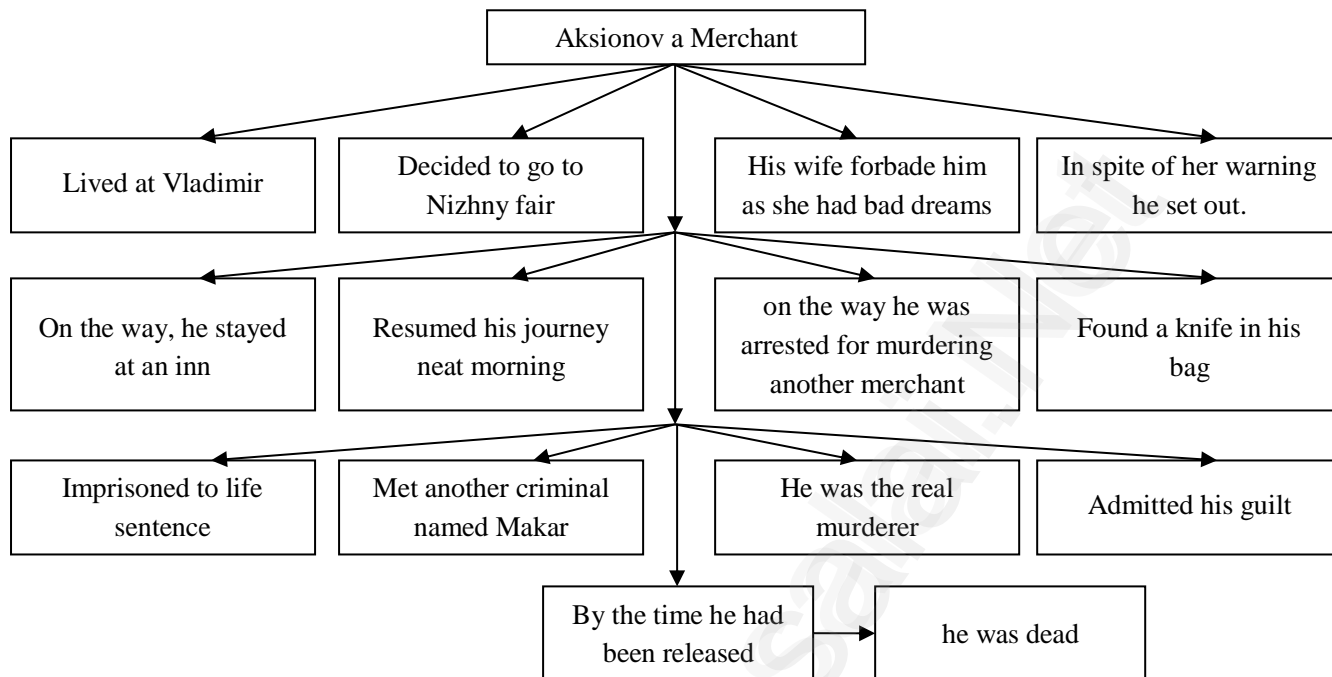 Aksionov a Merchant
Lived at Vladimir
Decided to go to
Nizhny fair
His wife forbade him
as she had bad dreams
In spite of her warning
he set out.
On the way, he stayed
at an inn
Resumed his journey
neat morning
on the way he was
arrested for murdering
another merchant
Found a knife in his
bag
Imprisoned to life
sentence
Met another criminal
named Makar
He was the real
murderer
Admitted his guilt
By the time he had
been released
he was dead
salai.Net